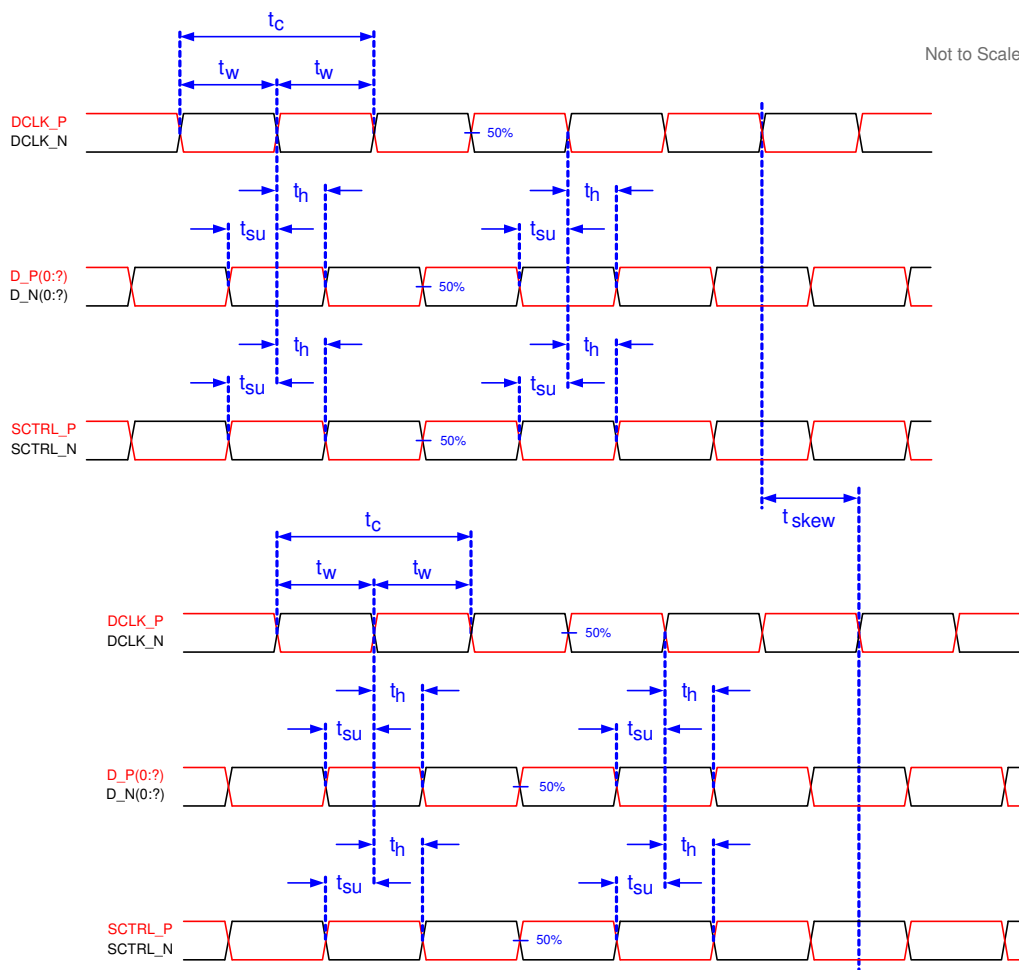 tc
Not to Scale
tw tw
DCLK_P
DCLK_N
50%
th th
tsu tsu
D_P(0:?)
D_N(0:?)
50%
th th
tsu tsu
SCTRL_P
SCTRL_N
50%
tskew
tc
tw tw
DCLK_P
DCLK_N
50%
th th
tsu tsu
D_P(0:?)
D_N(0:?)
50%
th th
tsu tsu
SCTRL_P
SCTRL_N
50%